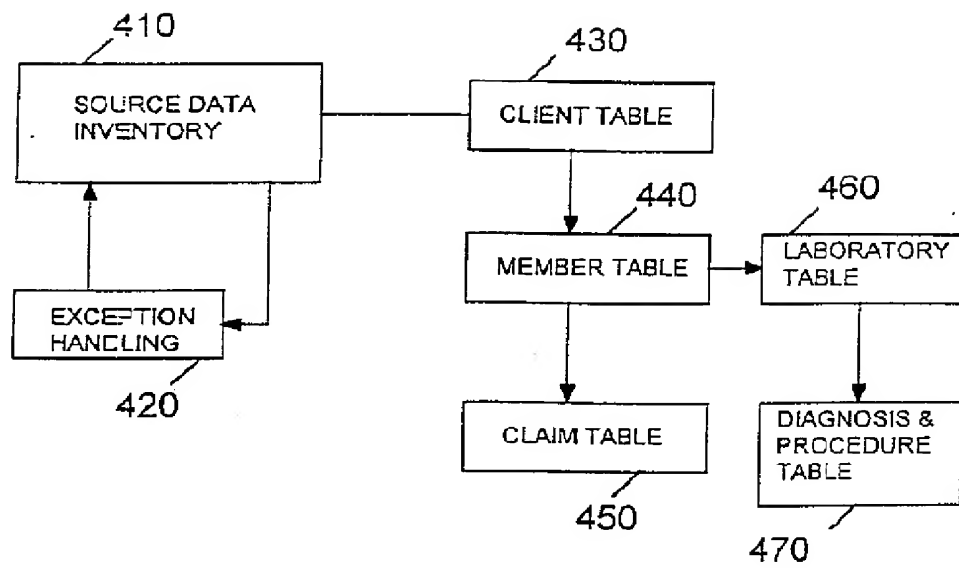 410
SOURCE DATA
INVENTORY
430
CLIENT TABLE
440
MEMBER TABLE
460
LABORATORY
TABLE
EXCEPTION
HANDLING
420
CLAIM TABLE
450
DIAGNOSIS &
PROCEDURE
TABLE
470